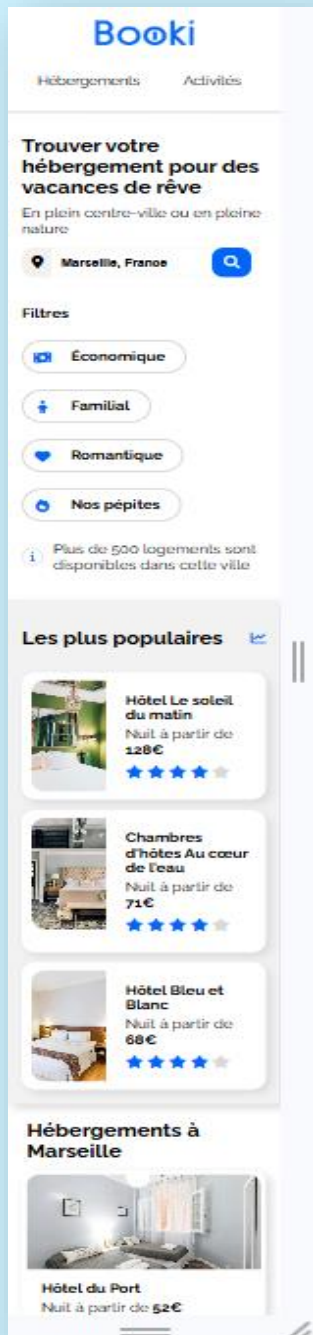 Booki
Hébergements Activités
Trouver votre
hébergement pour des
vacances de rêve
En plein centre-ville ou en pleine
nature
Marseille, France
Filtres
Économique
Familial
Romantique
Nos pépites
Plus de 500 logements sont
disponibles dans cette ville
Les plus populaires
Hôtel Le soleil
du matin
Nuit à partir de
128€
Chambres
d'hôtes Au cœur
de l'eau
Nuit à partir de
71€
Hôtel Bleu et
Blanc
Nuit à partir de
68€
Hébergements à
Marseille
Hôtel du Port
Nuit à partir de 52€